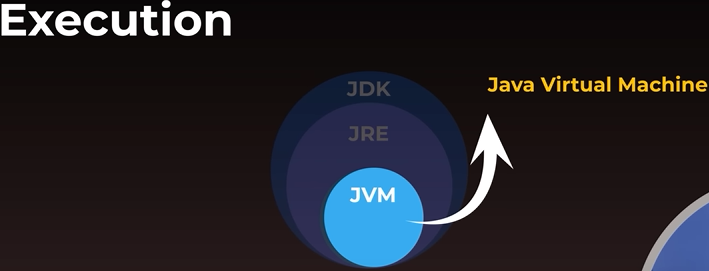 Execution
Java Virtual Machine
JDK
JRE
JVM